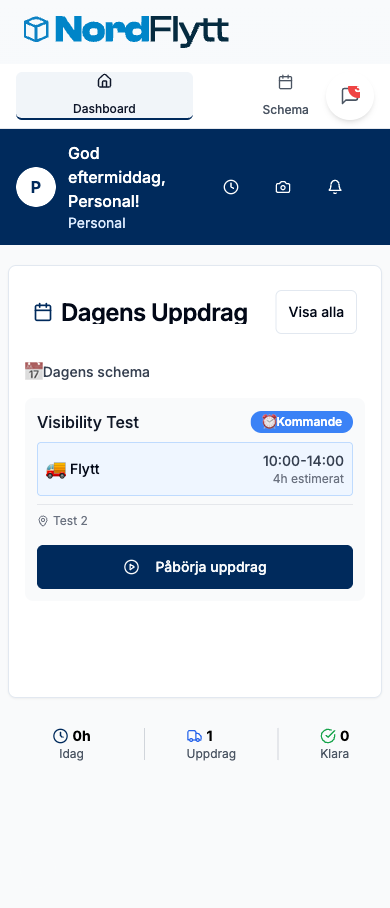 NordFlytt
Dashboard
Schema
P
God
eftermiddag,
Personal!
Personal
Dagens Uppdrag
Visa alla
📅Dagens schema
Visibility Test
⏰Kommande
🚚 Flytt
10:00-14:00
4h estimerat
Test 2
Påbörja uppdrag
0h
Idag
1
Uppdrag
0
Klara